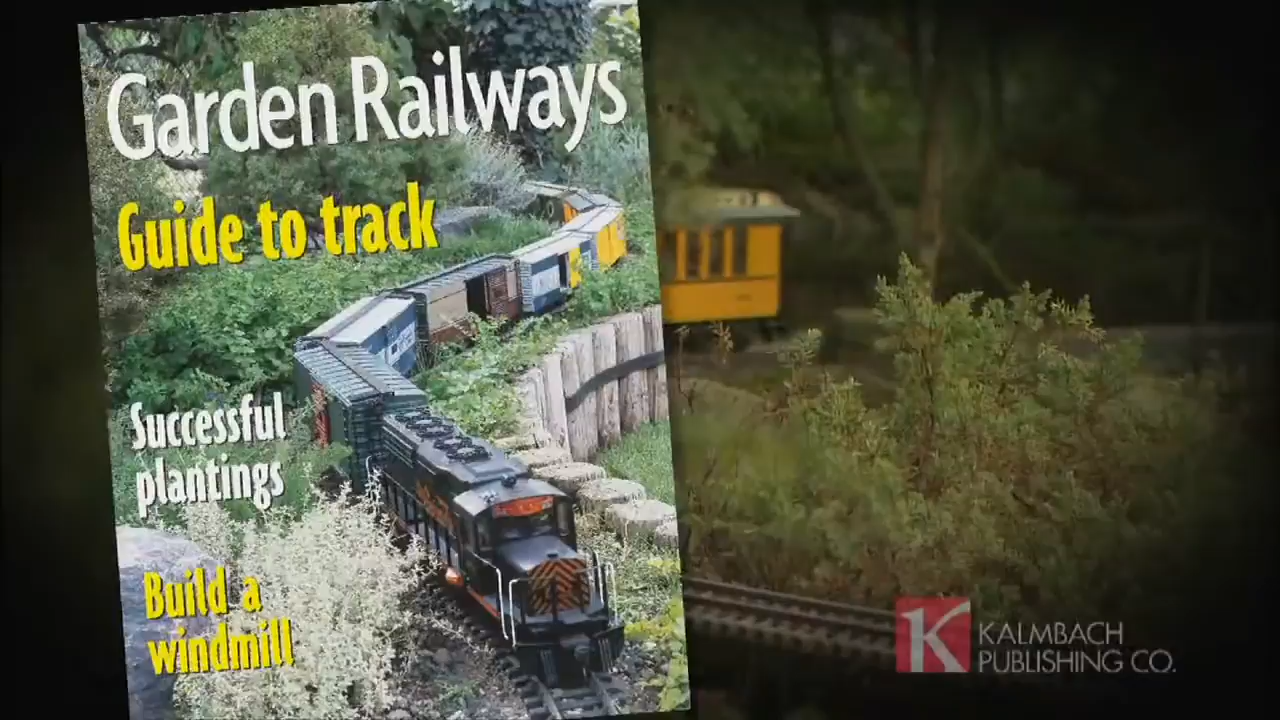 Garden Railways
Guide to track
Successful
plantings
Build a
windmill
K
KALMBACH
PUBLISHING CO.